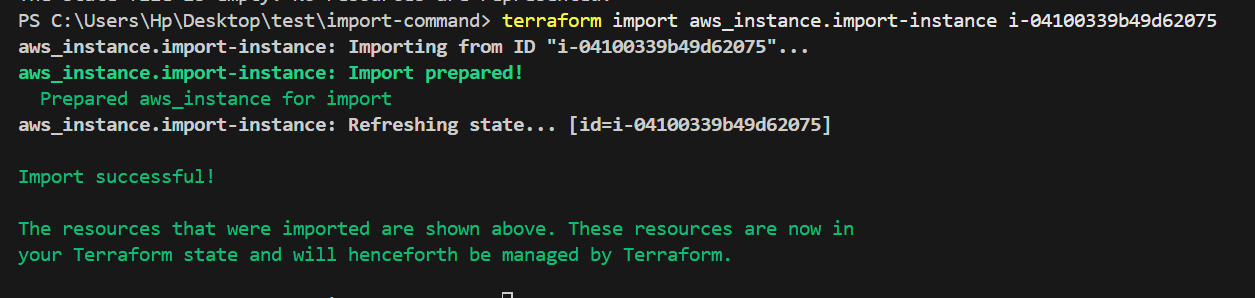 PS C:\Users\Hp\Desktop\test\import-command> terraform import aws_instance.import-instance i-04100339b49d62075
aws_instance.import-instance: Importing from ID "i-04100339b49d62075"...
aws_instance.import-instance: Import prepared!
  Prepared aws_instance for import
aws_instance.import-instance: Refreshing state... [id=i-04100339b49d62075]
Import successful!
The resources that were imported are shown above. These resources are now in
your Terraform state and will henceforth be managed by Terraform.